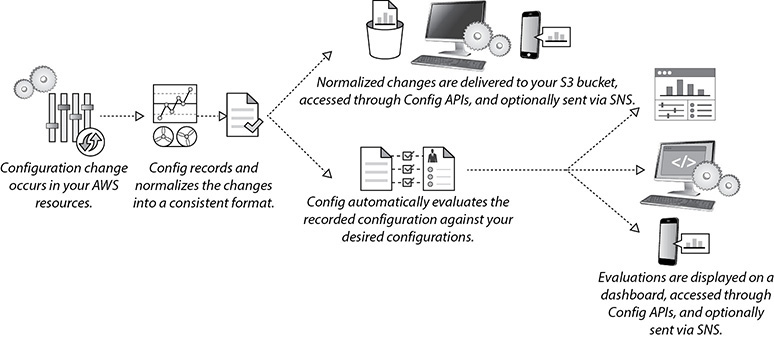 Normalized changes are delivered to your S3 bucket,
accessed through Config APIs, and optionally sent via SNS.
Configuration change
occurs in your AWS
resources.
Config records and
normalizes the changes
into a consistent format.
Config automatically evaluates the
recorded configuration against your
desired configurations.
</>
Evaluations are displayed on a
dashboard, accessed through
Config APIs, and optionally
sent via SNS.